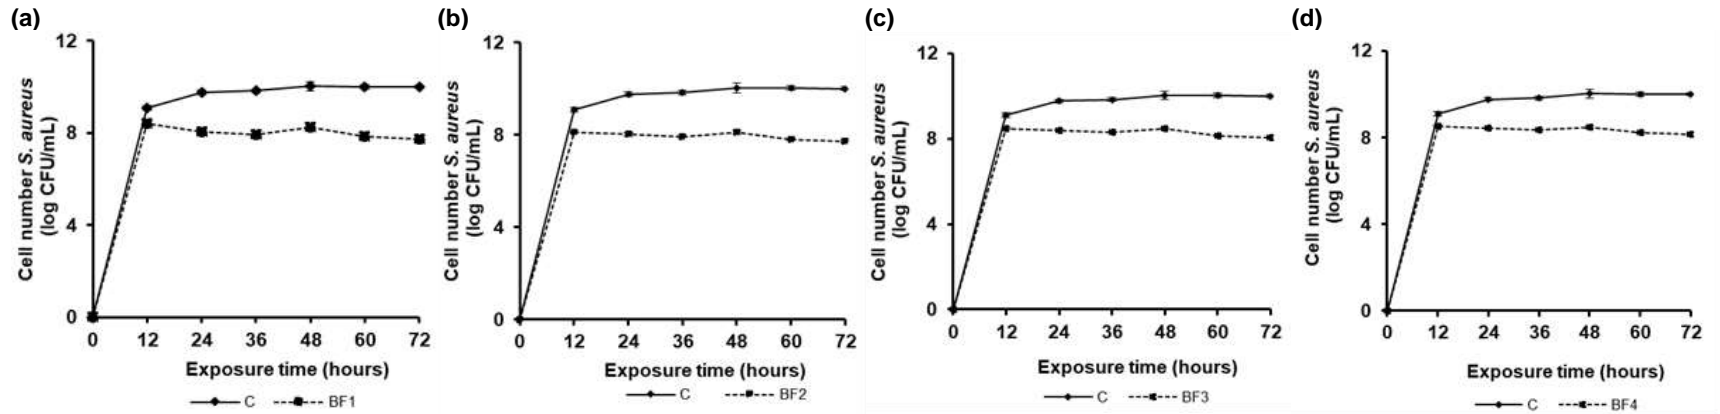 (a)
12
8
4
0
Cell number S. aureus
(log CFU/mL)
0 12 24 36 48 60 72
Exposure time (hours)
C BF1
(b)
12
8
4
0
Cell number S. aureus
(log CFU/mL)
0 12 24 36 48 60 72
Exposure time (hours)
C BF2
(c)
12
8
4
0
Cell number S. aureus
(log CFU/mL)
0 12 24 36 48 60 72
Exposure time (hours)
C BF3
(d)
12
8
4
0
Cell number S. aureus
(log CFU/mL)
0 12 24 36 48 60 72
Exposure time (hours)
C BF4